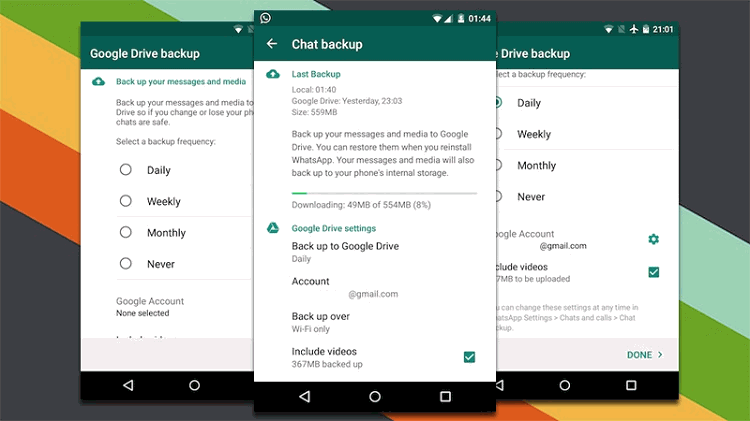 Google Drive backup
Back up your messages and media
Back up your messages and media to
Drive so if you change or lose your
chats are safe.
Select a backup frequency:
Daily
Weekly
Monthly
Never
Google Account
None selected
01:44
Chat backup
Last Backup
Local: 01:40
Google Drive: Yesterday, 23:03
Size: 559MB
Back up your messages and media to Google
Drive. You can restore them when you reinstall
WhatsApp. Your messages and media will also
back up to your phone's internal storage.
Downloading: 49MB of 554MB (8%)
Google Drive settings
Back up to Google Drive
Daily
Account
@gmail.com
Back up over
Wi-Fi only
Include videos
367MB backed up
21:01
Drive backup
a backup frequency:
Daily
Weekly
Monthly
Never
Account
@gmail.com
videos
to be uploaded
can change these settings at any time in
Settings > Chats and calls > Chat
DONE